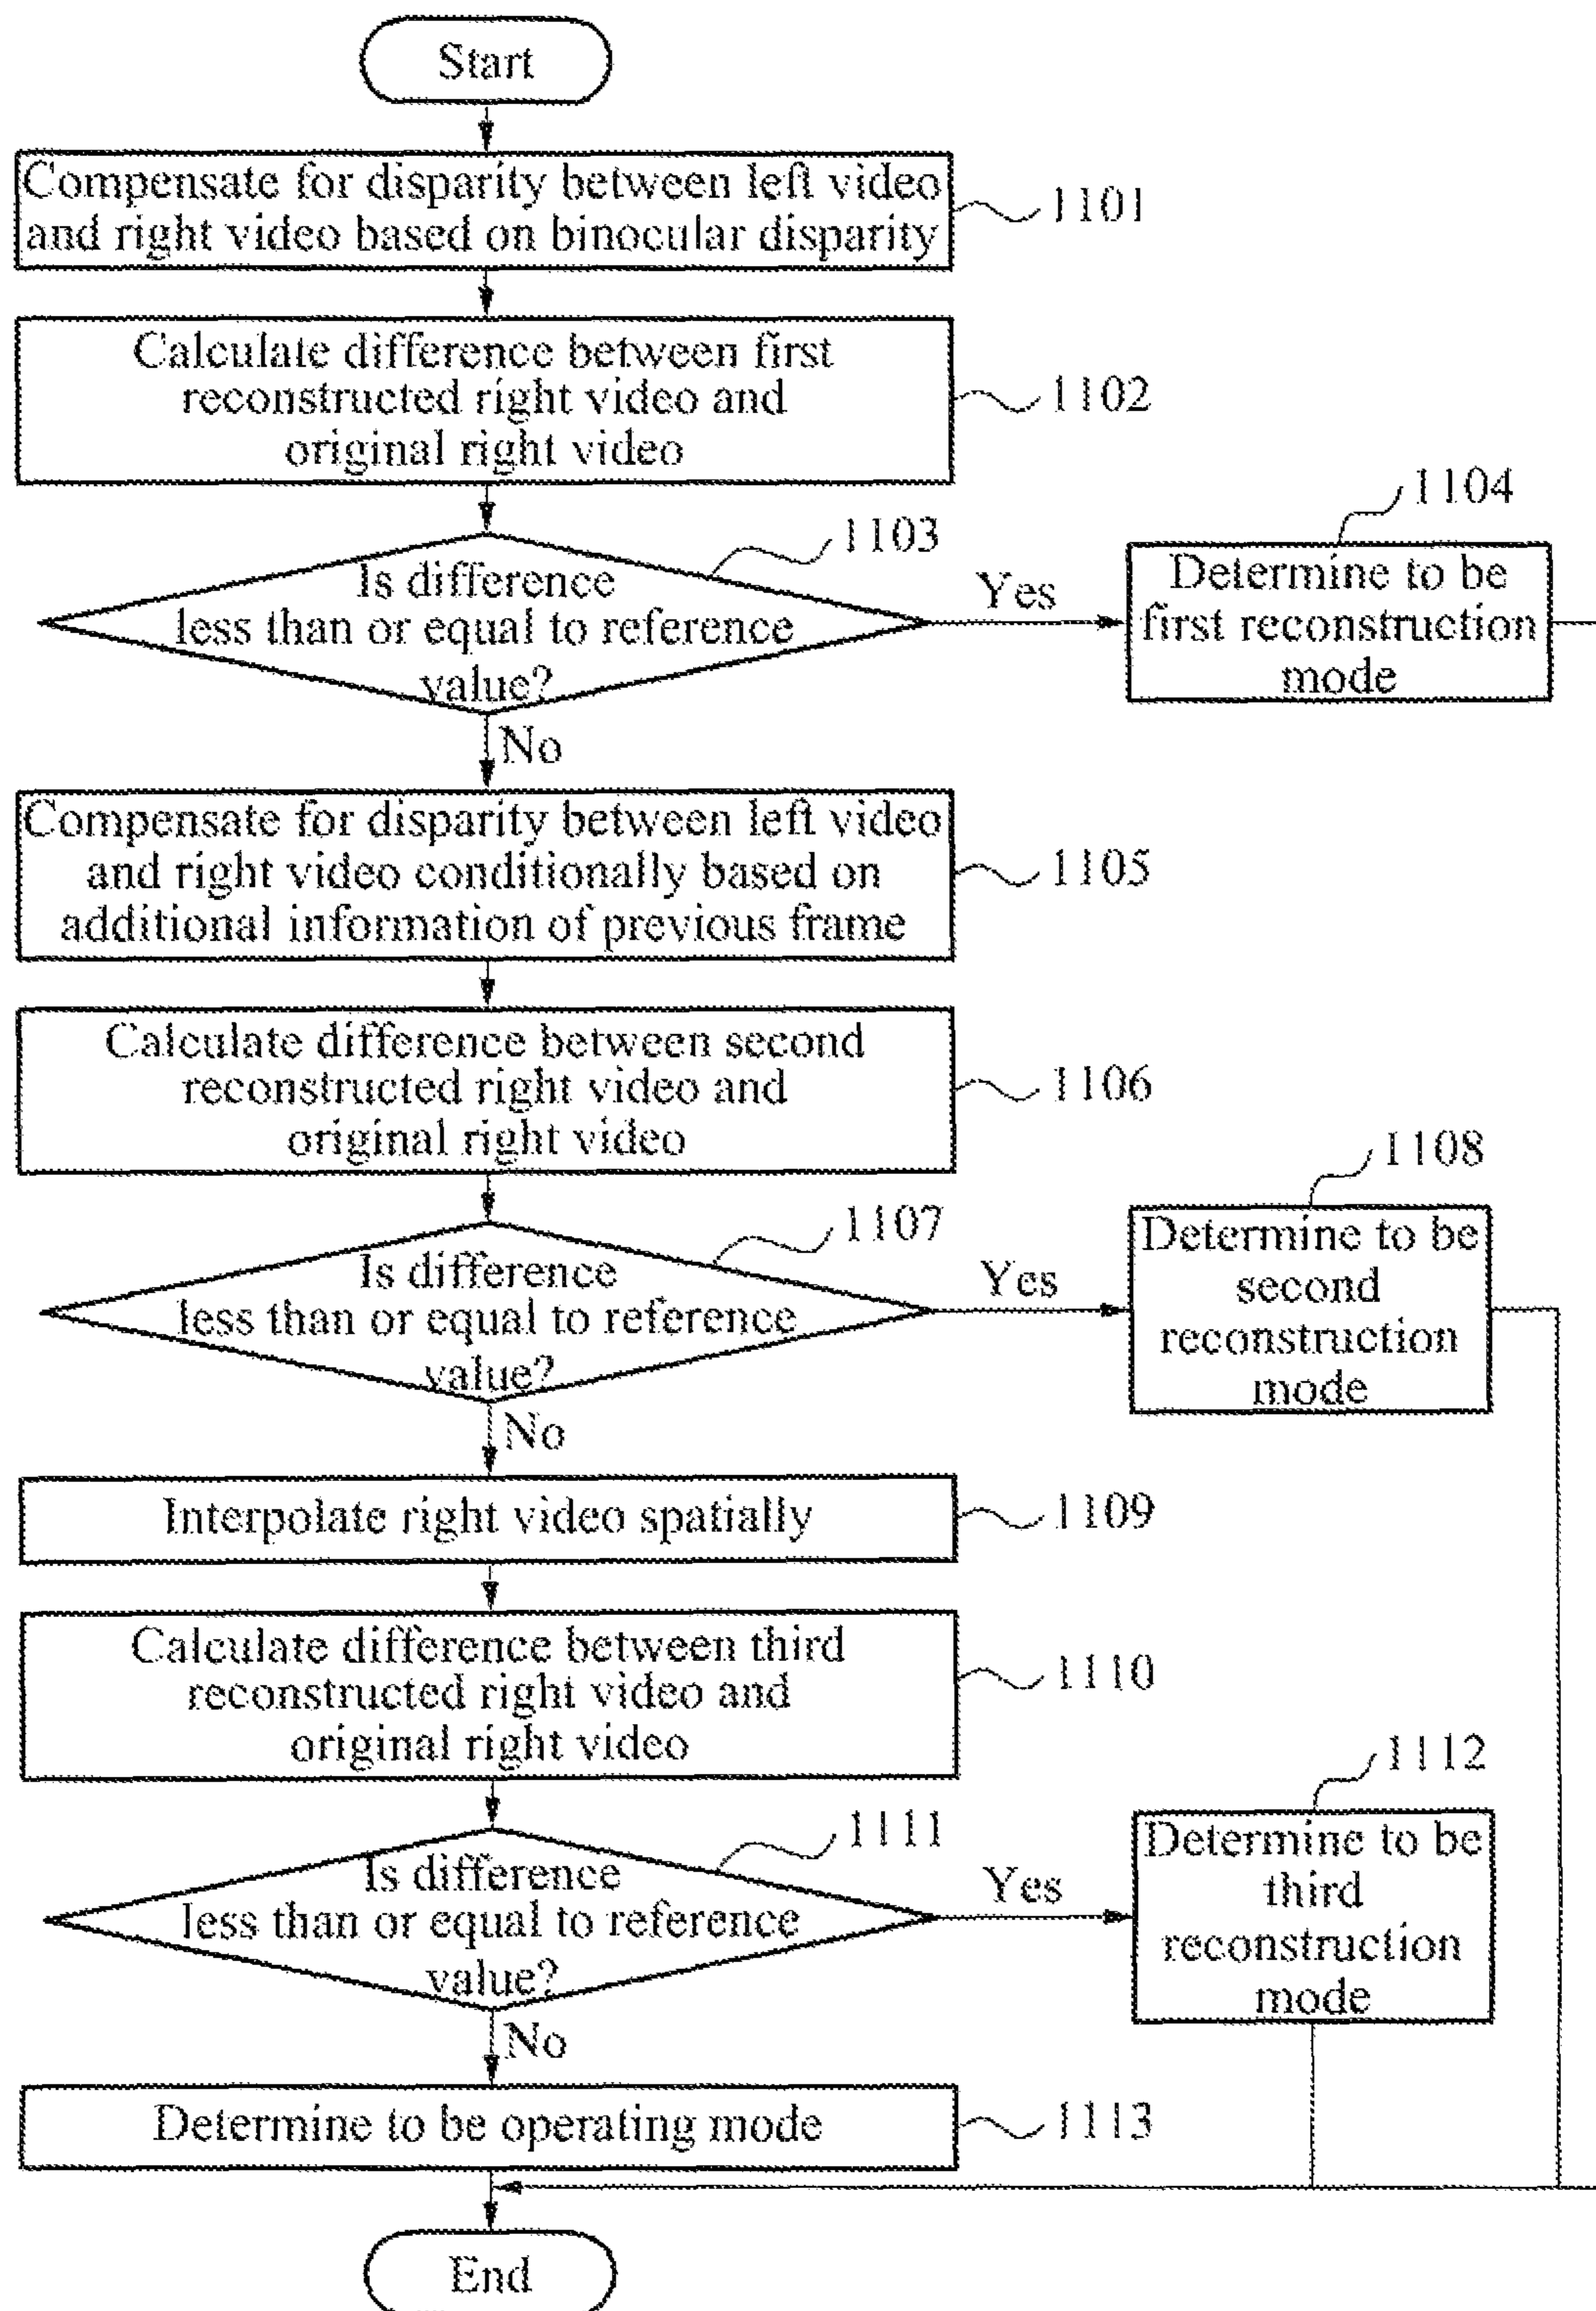 Start
Compensate for disparity between left video
and right video based on binocular disparity
1101
Calculate difference between first
reconstructed right video and
original right video
1102
1103
Is difference
less than or equal to reference
value?
Yes
1104
Determine to be
first reconstruction
mode
No
Compensate for disparity between left video
and right video conditionally based on
additional information of previous frame
1105
Calculate difference between second
reconstructed right video and
original right video
1106
1107
Is difference
less than or equal to reference
value?
Yes
1108
Determine to be
second
reconstruction
mode
No
Interpolate right video spatially
1109
Calculate difference between third
reconstructed right video and
original right video
1110
1111
Is difference
less than or equal to reference
value?
Yes
1112
Determine to be
third
reconstruction
mode
No
Determine to be operating mode
1113
End